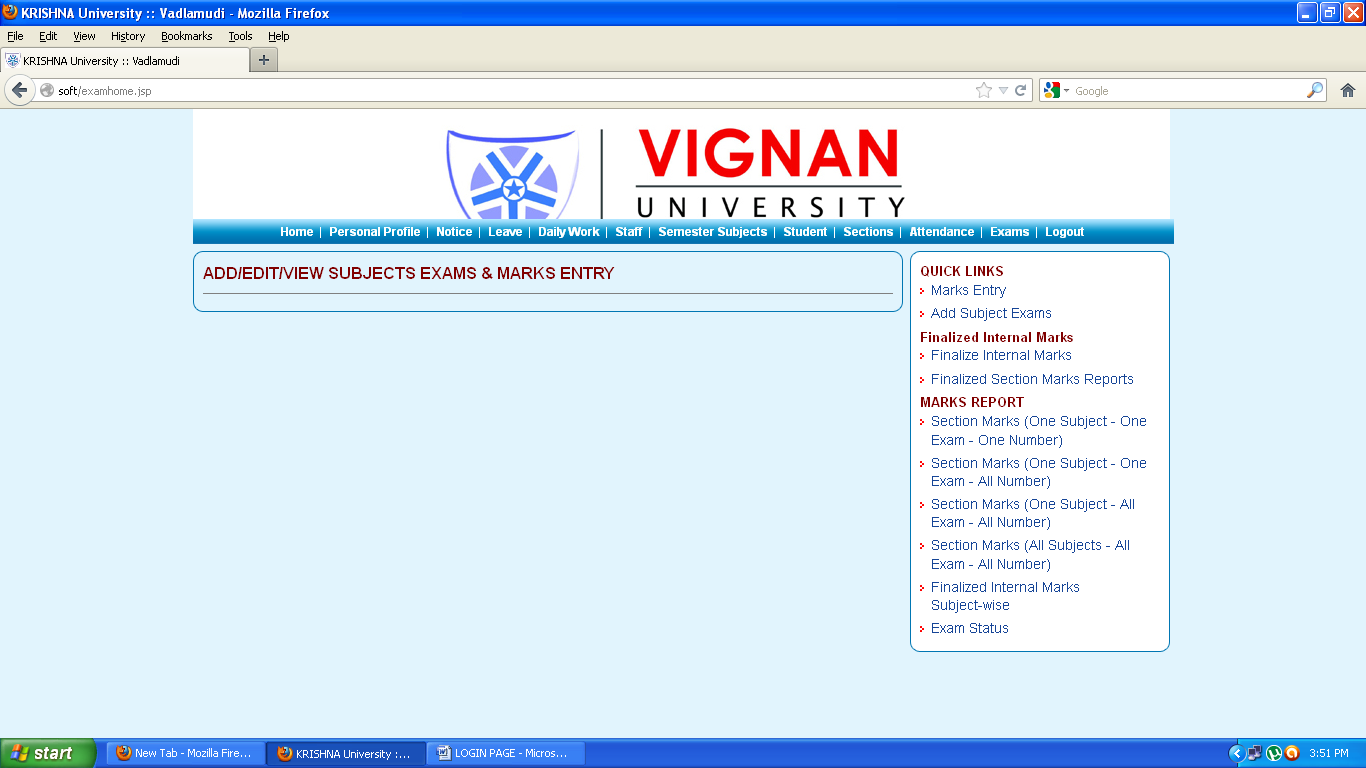 KRISHNA University :: Vadlamudi - Mozilla Firefox
File Edit View History Bookmarks Tools Help
KRISHNA University :: Vadlamudi
soft/examhome.jsp
Google
VIGNAN
UNIVERSITY
Home | Personal Profile | Notice | Leave | Daily Work | Staff | Semester Subjects | Student | Sections | Attendance | Exams | Logout
ADD/EDIT/VIEW SUBJECTS EXAMS & MARKS ENTRY
QUICK LINKS
Marks Entry
Add Subject Exams
Finalized Internal Marks
Finalize Internal Marks
Finalized Section Marks Reports
MARKS REPORT
Section Marks (One Subject - One
Exam - One Number)
Section Marks (One Subject - One
Exam - All Number)
Section Marks (One Subject - All
Exam - All Number)
Section Marks (All Subjects - All
Exam - All Number)
Finalized Internal Marks
Subject-wise
Exam Status
start
New Tab - Mozilla Fire...
KRISHNA University :...
LOGIN PAGE - Micros...
3:51 PM